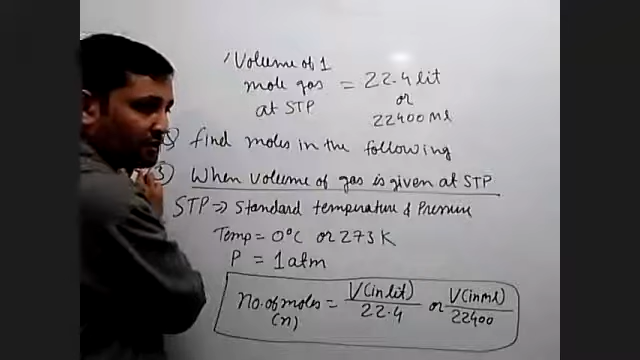 Volume of 1
mole gas = 22.4 lit
at STP or
22400 Ml
find moles in the following
③ When volume of gas is given at STP
STP ⇒ Standard temperature & Pressure
Temp = 0°C or 273 K
P = 1 atm
No. of moles (n) = V(in lit) / 22.4 or V(in ml) / 22400